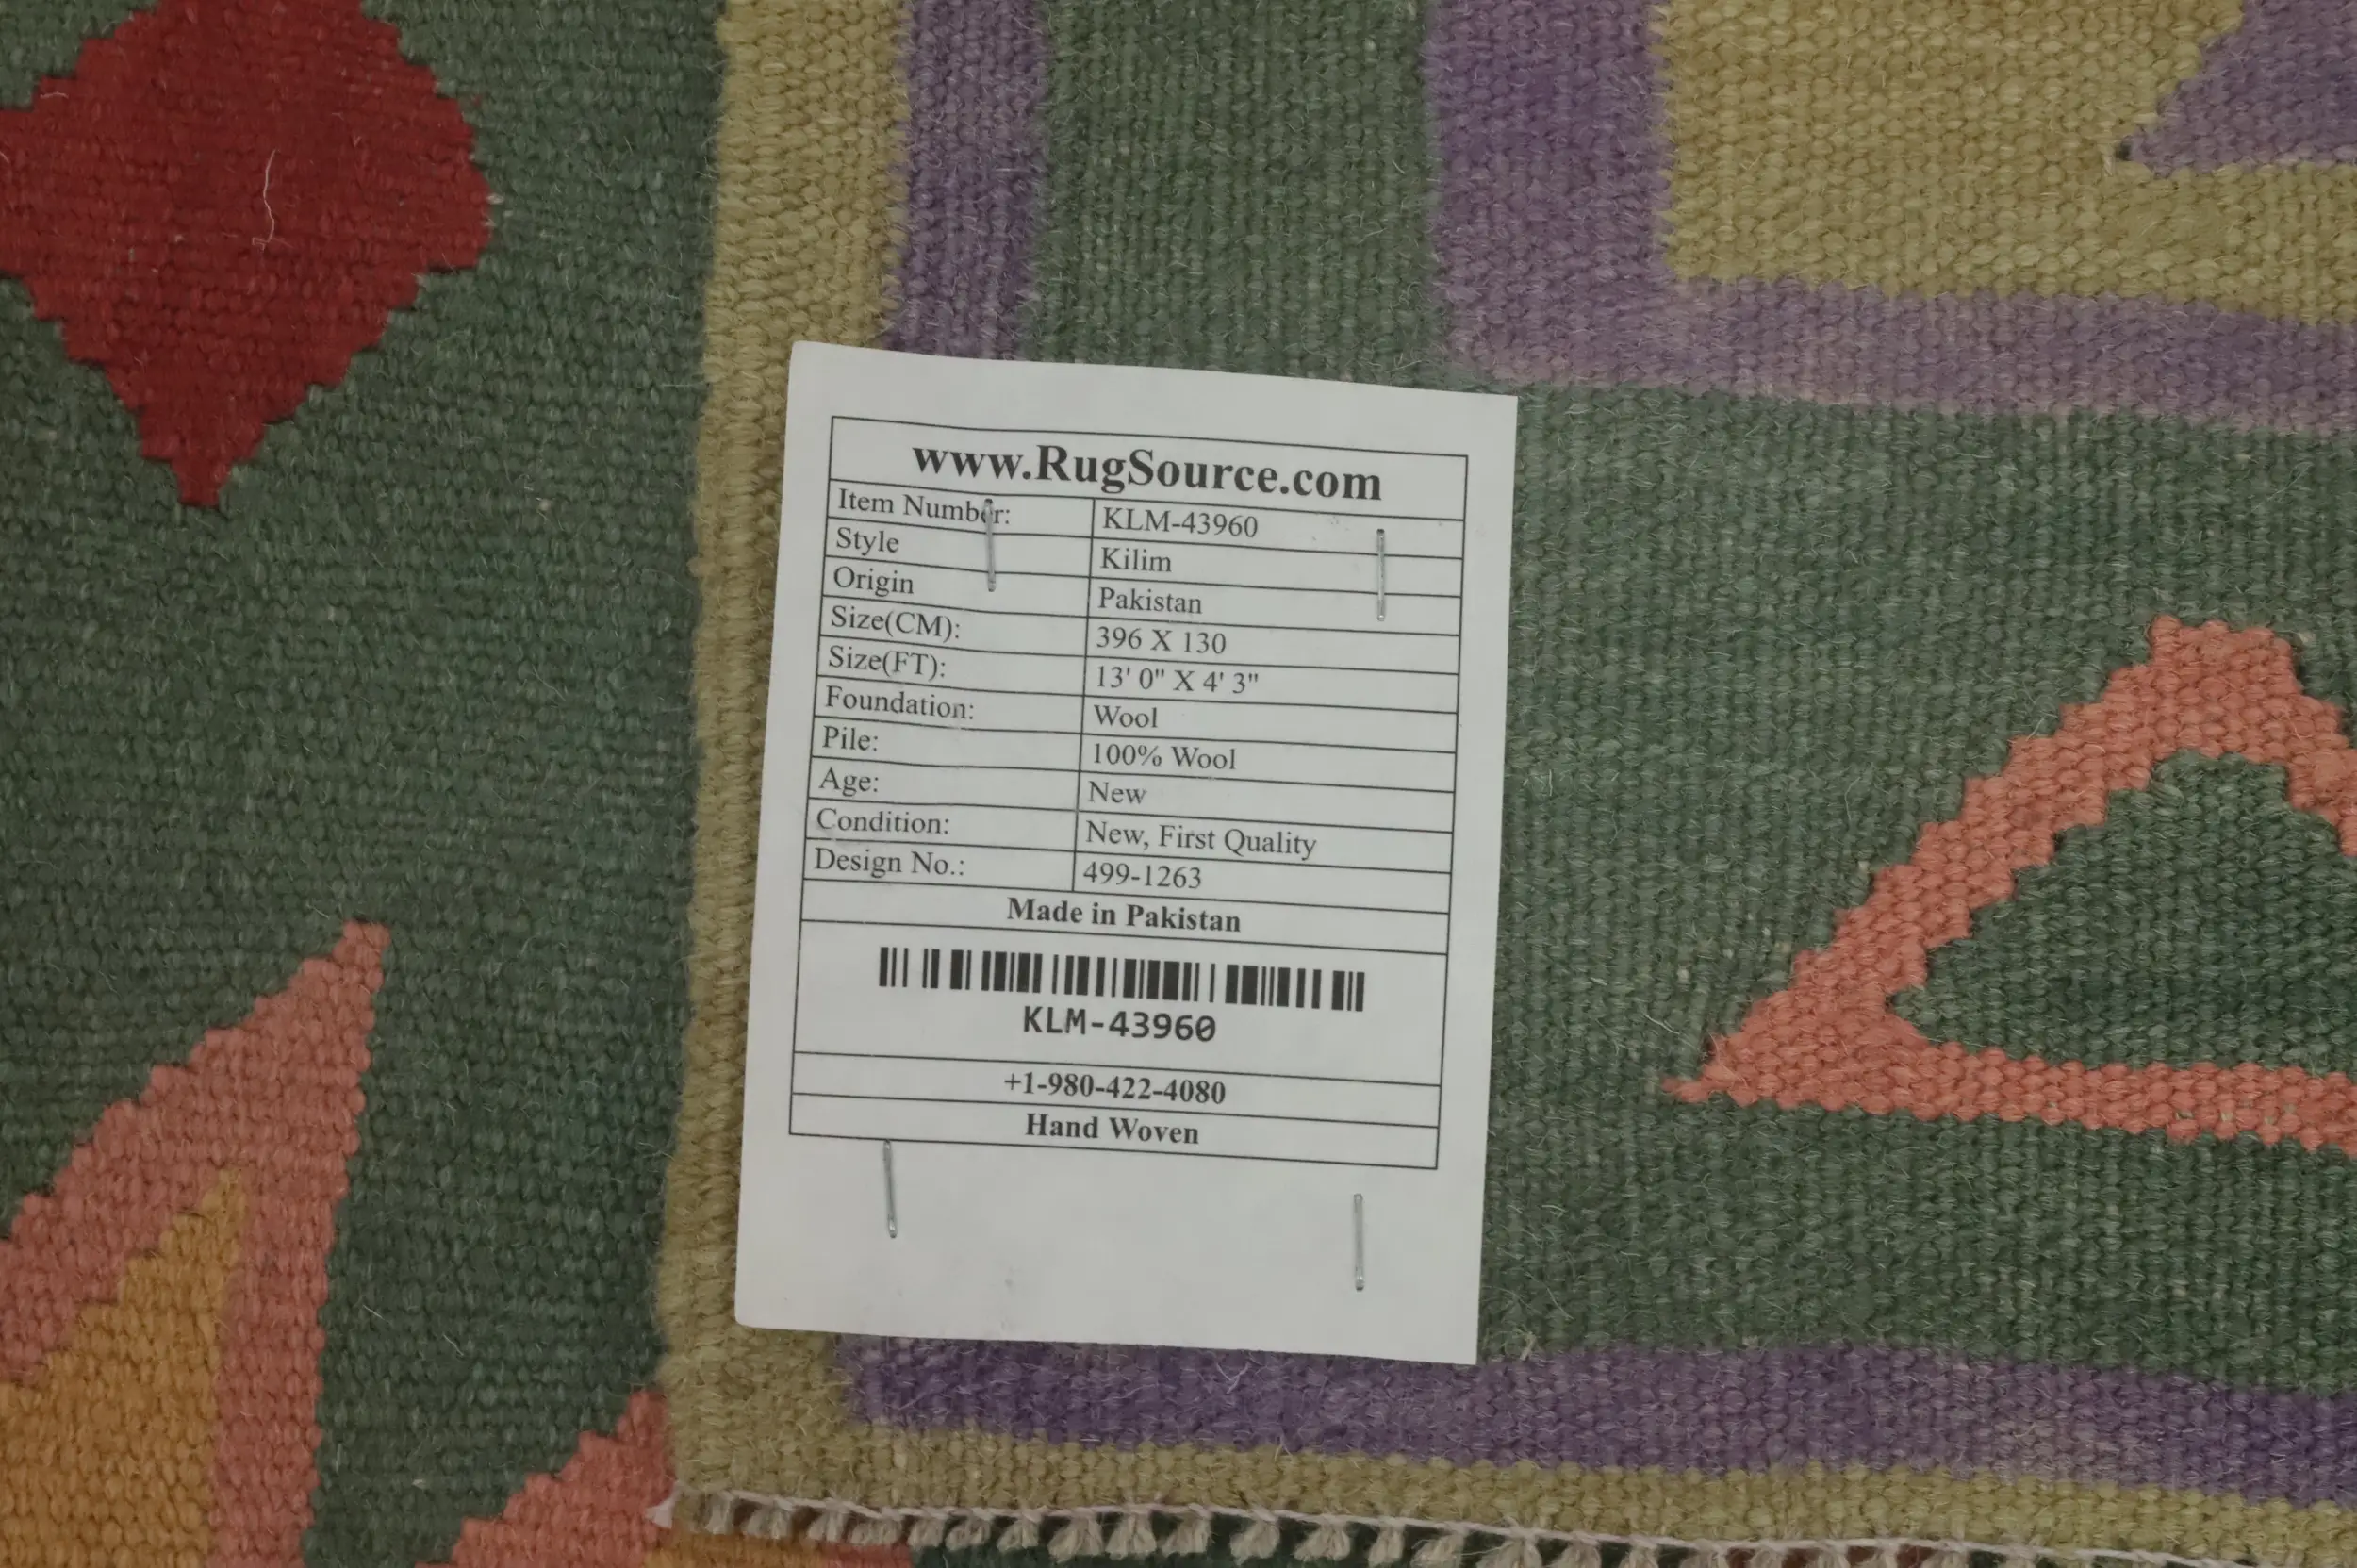 www.RugSource.com
Item Number: KLM-43960
Style Kilim
Origin Pakistan
Size(CM): 396 X 130
Size(FT): 13' 0" X 4' 3"
Foundation: Wool
Pile: 100% Wool
Age: New
Condition: New, First Quality
Design No.: 499-1263
Made in Pakistan
KLM-43960
+1-980-422-4080
Hand Woven